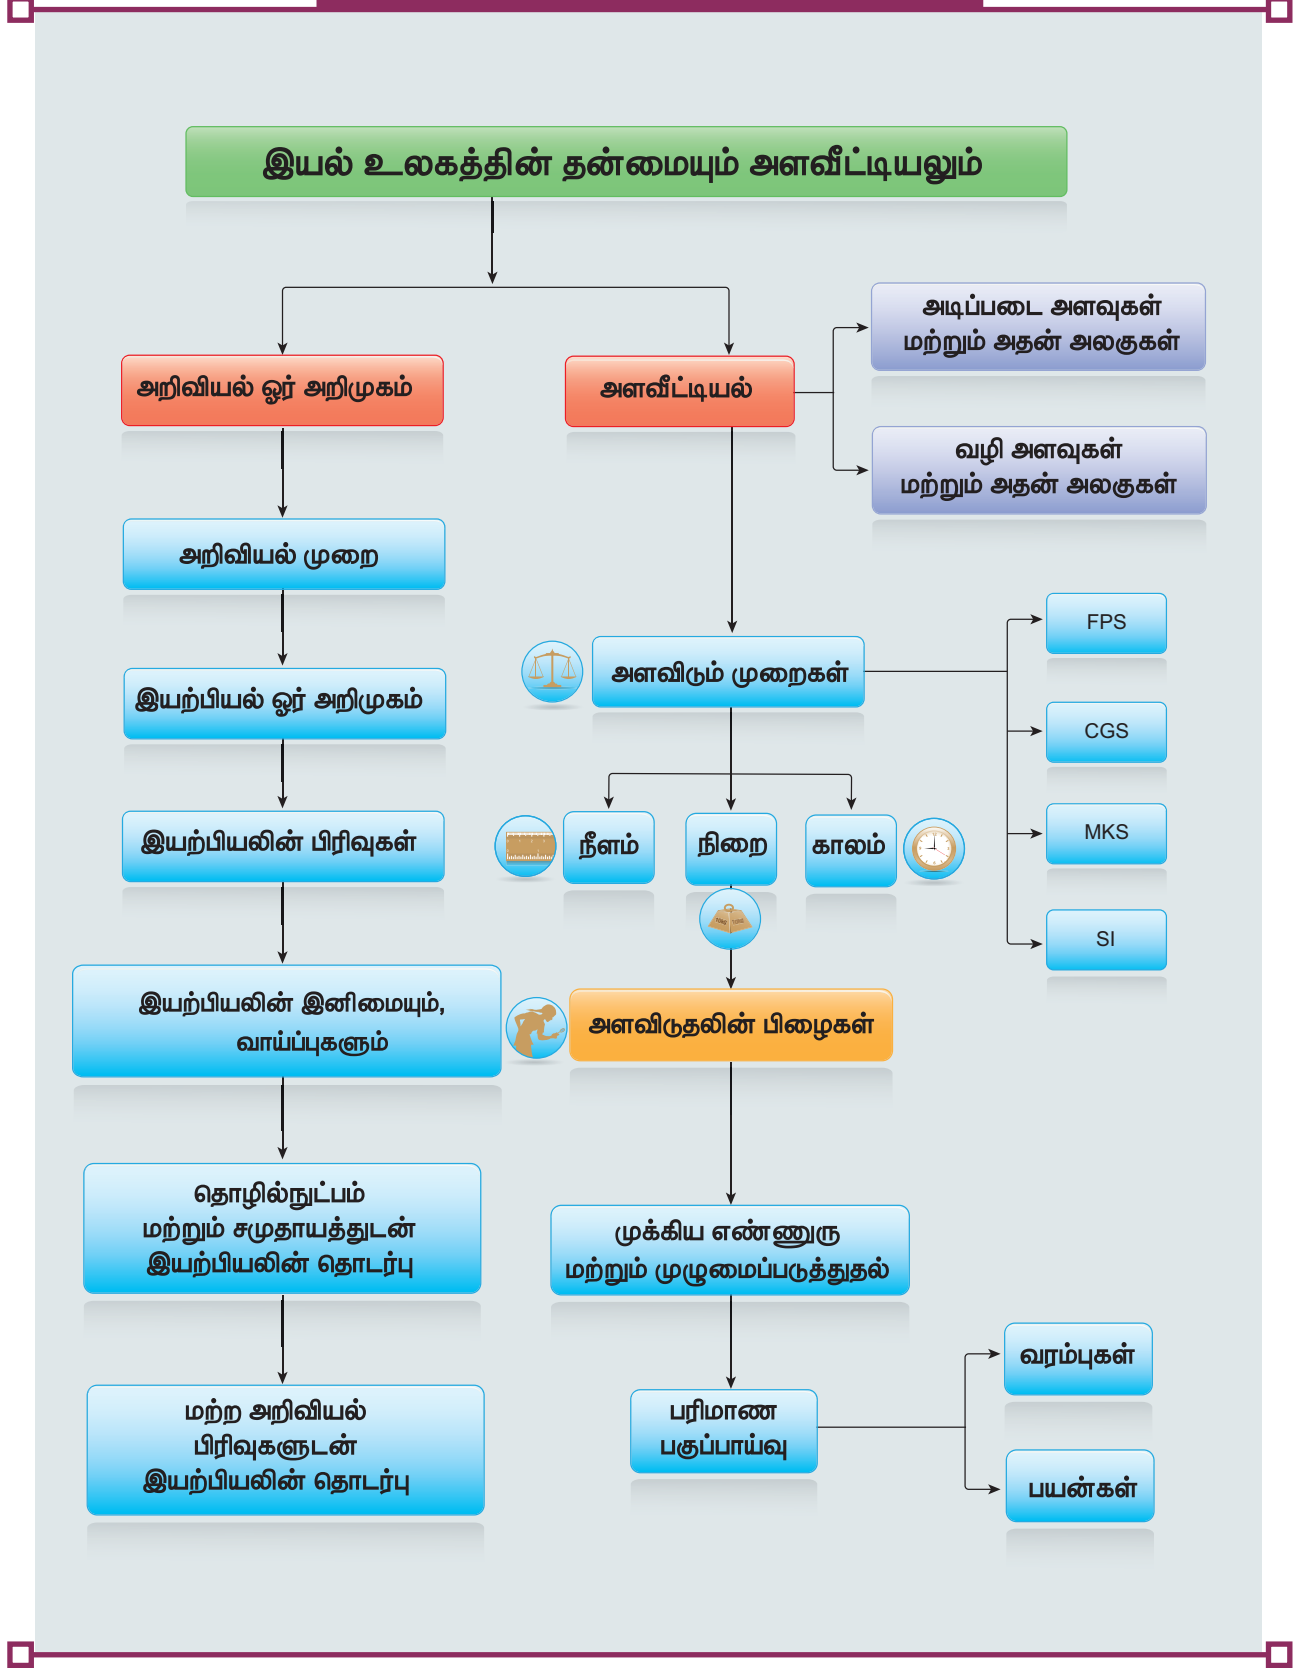 இயல் உலகத்தின் தன்மையும் அளவீட்டியலும்
அறிவியல் ஓர் அறிமுகம்
அறிவியல் முறை
இயற்பியல் ஓர் அறிமுகம்
இயற்பியலின் பிரிவுகள்
இயற்பியலின் இனிமையும்,
வாய்ப்புகளும்
தொழில்நுட்பம்
மற்றும் சமுதாயத்துடன்
இயற்பியலின் தொடர்பு
மற்ற அறிவியல்
பிரிவுகளுடன்
இயற்பியலின் தொடர்பு
அளவீட்டியல்
அடிப்படை அளவுகள்
மற்றும் அதன் அலகுகள்
வழி அளவுகள்
மற்றும் அதன் அலகுகள்
அளவிடும் முறைகள்
FPS
CGS
MKS
SI
நீளம்
நிறை
காலம்
அளவிடுதலின் பிழைகள்
முக்கிய எண்ணுரு
மற்றும் முழுமைப்படுத்துதல்
பரிமாண
பகுப்பாய்வு
வரம்புகள்
பயன்கள்